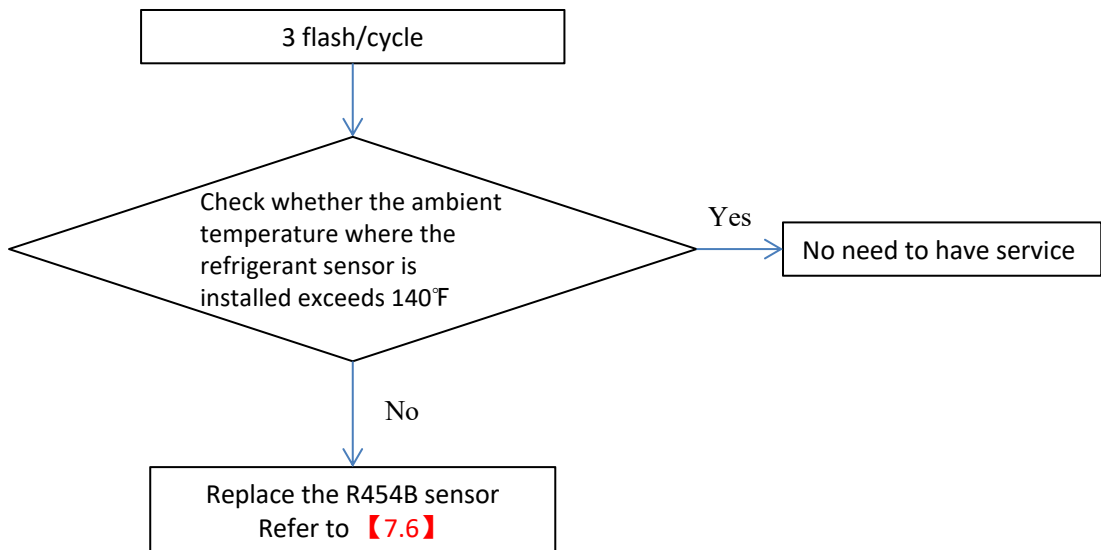 3 flash/cycle
Check whether the ambient
temperature where the
refrigerant sensor is
installed exceeds 140℉
Yes
No need to have service
No
Replace the R454B sensor
Refer to 【7.6】